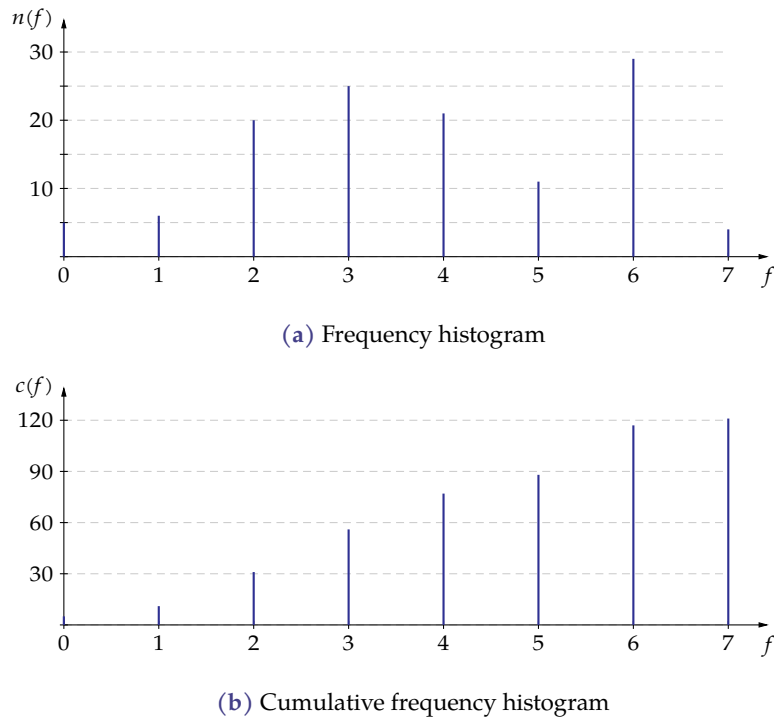 n(f)
30
20
10
0 1 2 3 4 5 6 7 f
(a) Frequency histogram
c(f)
120
90
60
30
0 1 2 3 4 5 6 7 f
(b) Cumulative frequency histogram